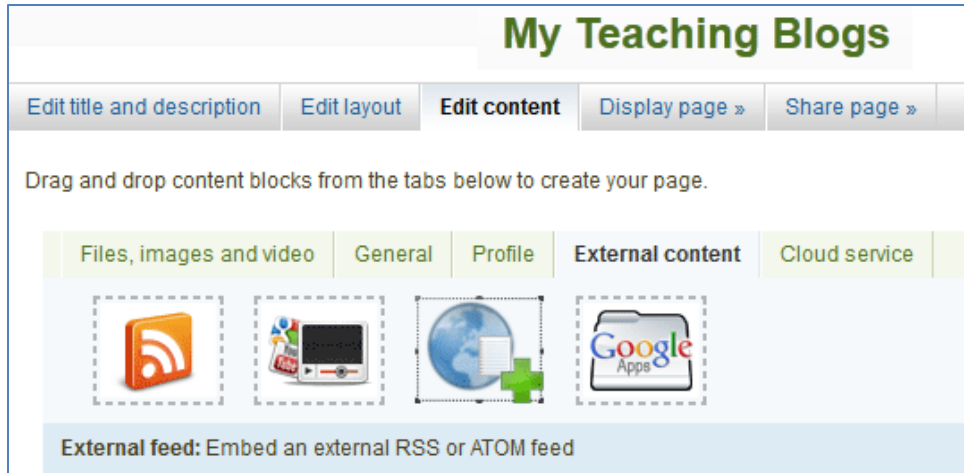 My Teaching Blogs
Edit title and description Edit layout Edit content Display page » Share page »
Drag and drop content blocks from the tabs below to create your page.
Files, images and video General Profile External content Cloud service
You Tube
Google
Apps
External feed: Embed an external RSS or ATOM feed